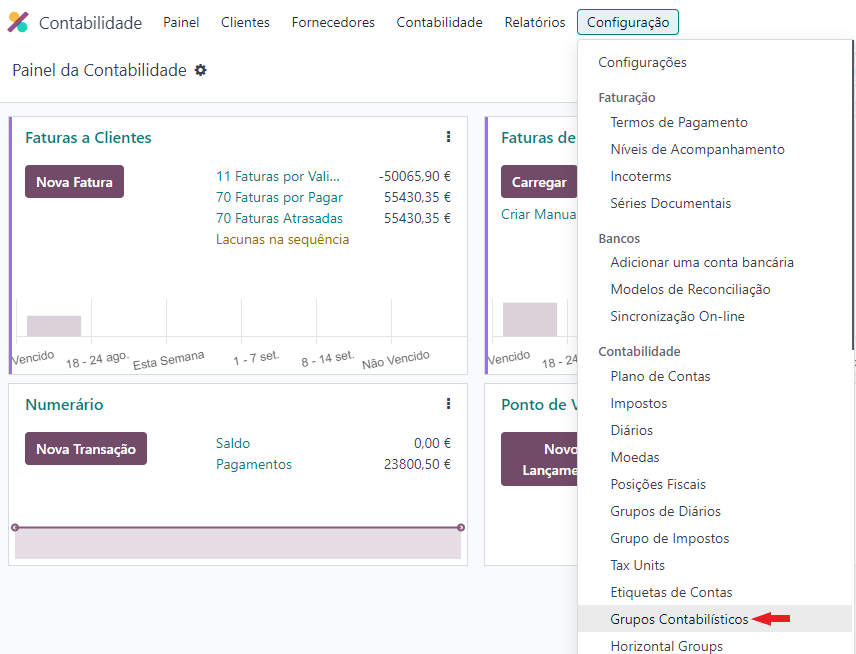 Contabilidade Painel Clientes Fornecedores Contabilidade Relatórios Configuração
Painel da Contabilidade
Faturas a Clientes
Nova Fatura
11 Faturas por Vali... -50065,90 €
70 Faturas por Pagar 55430,35 €
70 Faturas Atrasadas 55430,35 €
Lacunas na sequência
Vencido 18 - 24 ago. Esta Semana 1 - 7 set. 8 - 14 set. Não Vencido
Faturas de
Carregar
Criar Manua
Vencido 18 - 24
Numerário
Nova Transação
Saldo 0,00 €
Pagamentos 23800,50 €
Ponto de V
Novo
Lançame
Configurações
Faturação
Termos de Pagamento
Níveis de Acompanhamento
Incoterms
Séries Documentais
Bancos
Adicionar uma conta bancária
Modelos de Reconciliação
Sincronização On-line
Contabilidade
Plano de Contas
Impostos
Diários
Moedas
Posições Fiscais
Grupos de Diários
Grupo de Impostos
Tax Units
Etiquetas de Contas
Grupos Contabilísticos
Horizontal Groups